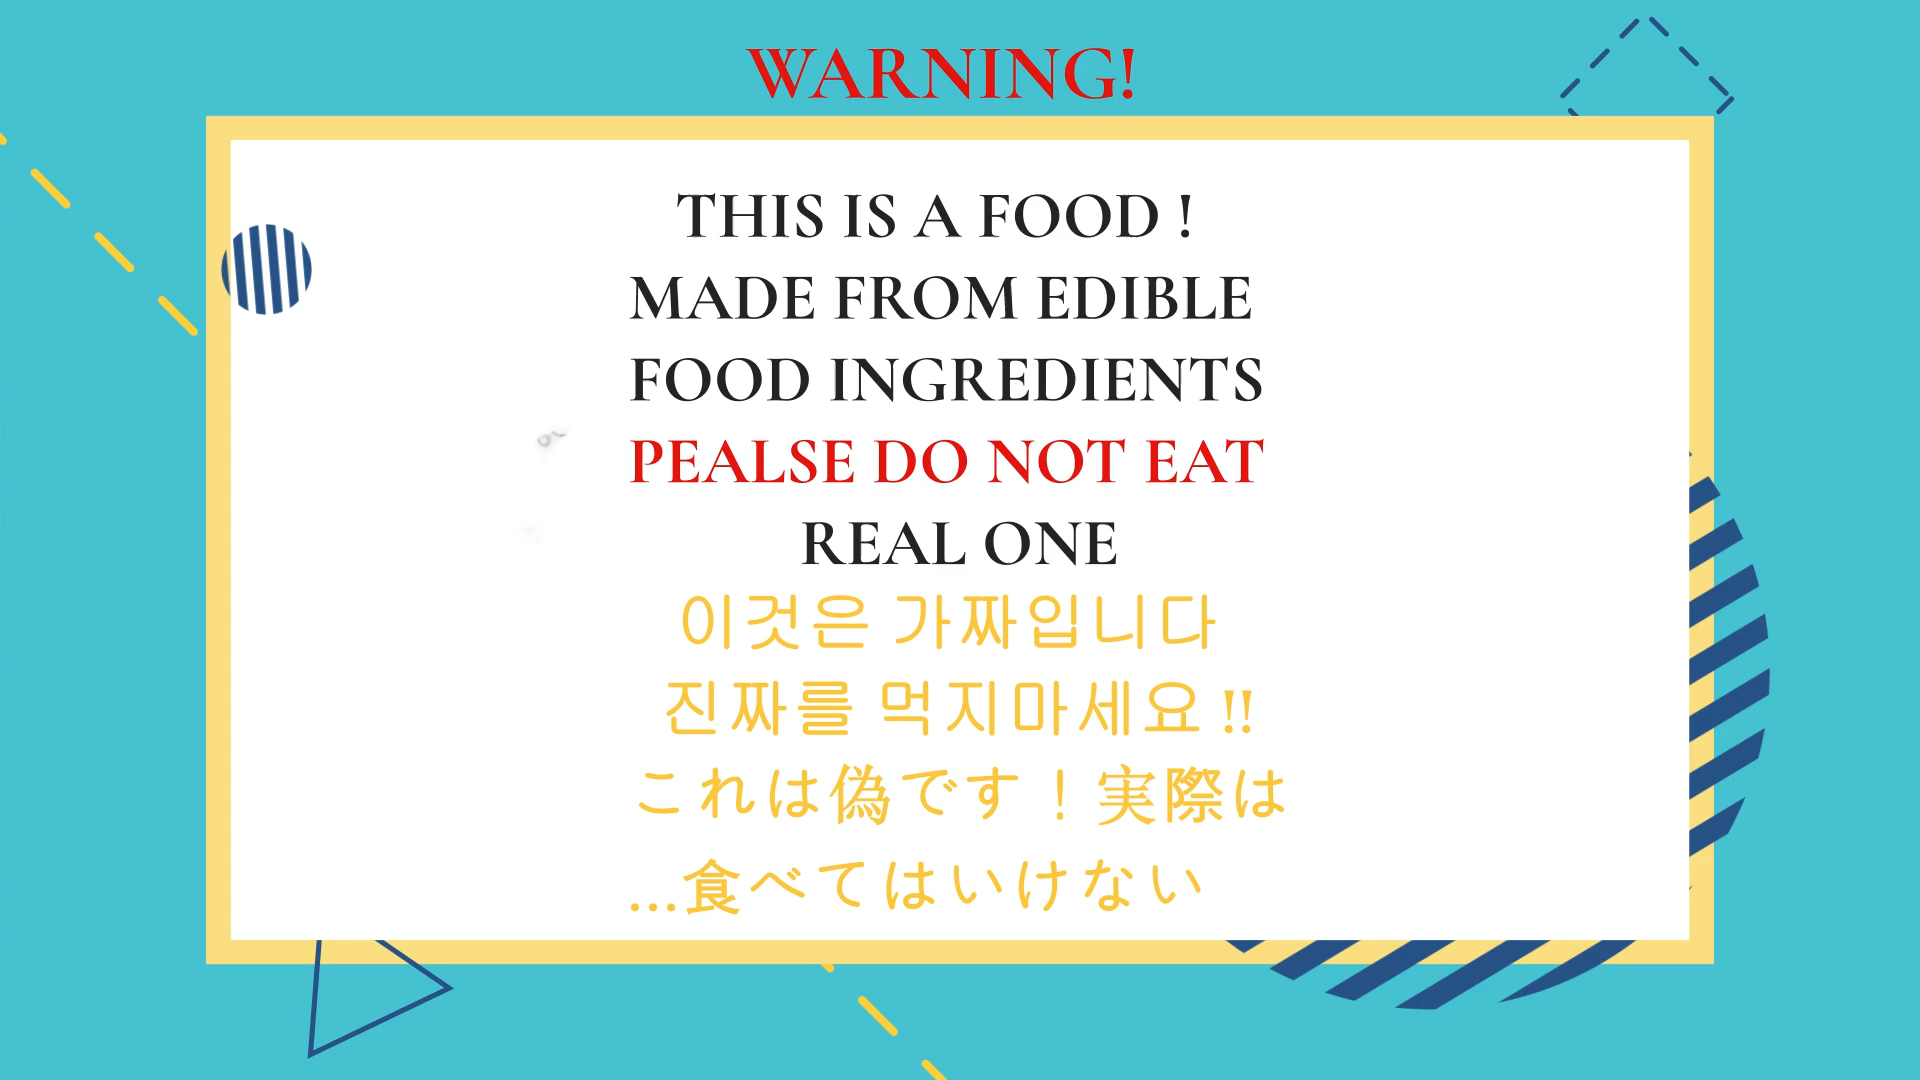 WARNING!
THIS IS A FOOD !
MADE FROM EDIBLE
FOOD INGREDIENTS
PEALSE DO NOT EAT
REAL ONE
이것은 가짜입니다
진짜를 먹지마세요 !!
これは偽です！実際は
...食べてはいけない